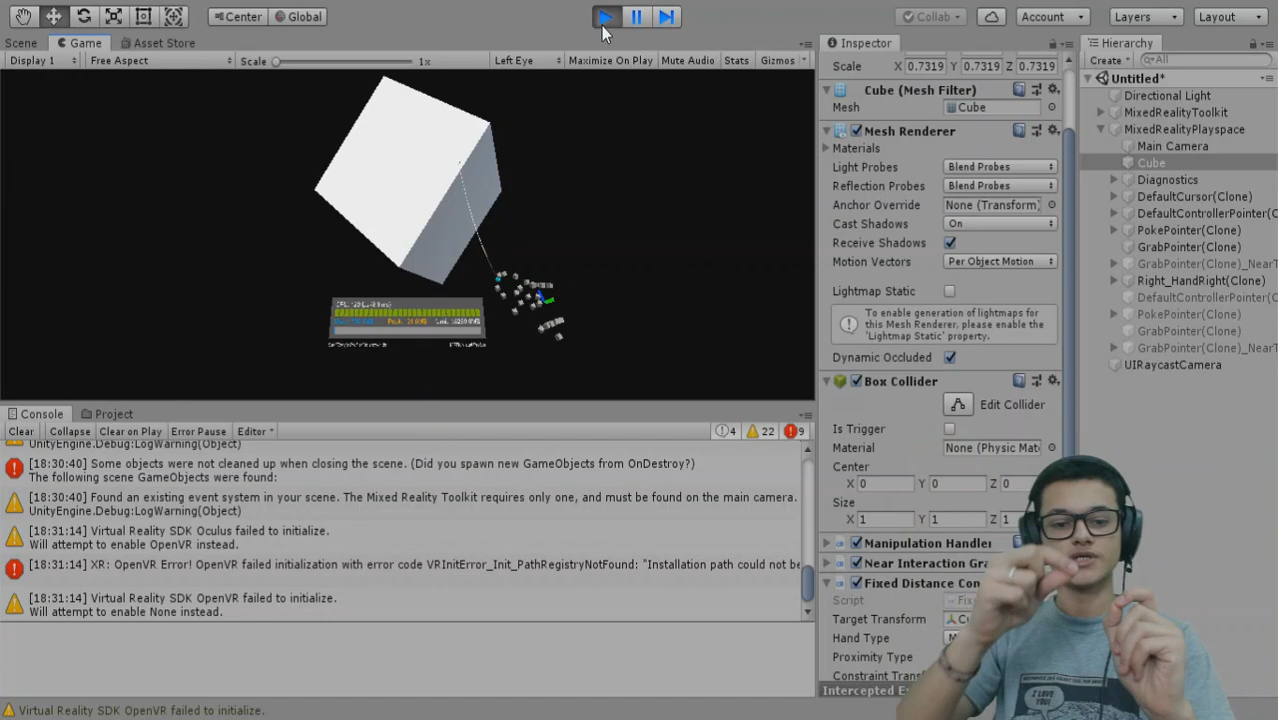 Center
Global
Collab
Account
Layers
Layout
Scene
Game
Asset Store
Display 1
Free Aspect
Scale
1x
Left Eye
Maximize On Play
Mute Audio
Stats
Gizmos
Console
Project
Clear
Collapse
Clear on Play
Error Pause
Editor
4
22
9
UnityEngine.Debug:LogWarning(Object)
[18:30:40] Some objects were not cleaned up when closing the scene. (Did you spawn new GameObjects from OnDestroy?)
The following scene GameObjects were found:
[18:30:40] Found an existing event system in your scene. The Mixed Reality Toolkit requires only one, and must be found on the main camera.
UnityEngine.Debug:LogWarning(Object)
[18:31:14] Virtual Reality SDK Oculus failed to initialize.
Will attempt to enable OpenVR instead.
[18:31:14] XR: OpenVR Error! OpenVR failed initialization with error code VRInitError_Init_PathRegistryNotFound: "Installation path could not be
[18:31:14] Virtual Reality SDK OpenVR failed to initialize.
Will attempt to enable None instead.
Virtual Reality SDK OpenVR failed to initialize.
Inspector
Scale
X 0.7319 Y 0.7319 Z 0.7319
Cube (Mesh Filter)
Mesh
Cube
Mesh Renderer
Materials
Light Probes
Blend Probes
Reflection Probes
Blend Probes
Anchor Override
None (Transform)
Cast Shadows
On
Receive Shadows
Motion Vectors
Per Object Motion
Lightmap Static
To enable generation of lightmaps for
this Mesh Renderer, please enable the
'Lightmap Static' property.
Dynamic Occluded
Box Collider
Edit Collider
Is Trigger
Material
None (Physic Mat
Center
X 0 Y 0 Z 0
Size
X 1 Y 1 Z 1
Manipulation Handler
Near Interaction Gra
Fixed Distance Con
Script
Fix
Target Transform
Cu
Hand Type
M
Proximity Type
Constraint Tra
Intercepted E
Hierarchy
Create
All
Untitled*
Directional Light
MixedRealityToolkit
MixedRealityPlayspace
Main Camera
Cube
Diagnostics
DefaultCursor(Clone)
DefaultControllerPointer(
PokePointer(Clone)
GrabPointer(Clone)
GrabPointer(Clone)_NearT
Right_HandRight(Clone)
DefaultControllerPointer(
PokePointer(Clone)
GrabPointer(Clone)
GrabPointer(Clone)_NearT
UIRaycastCamera
I LOVE
YOU!